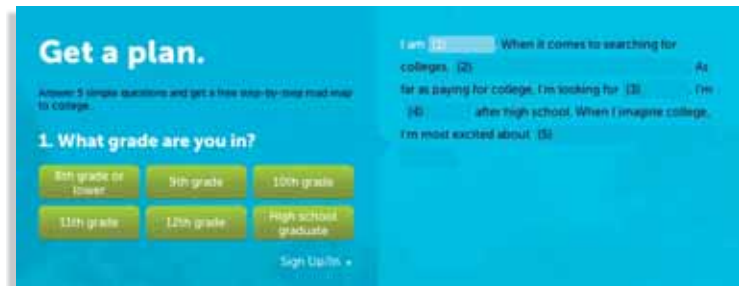 Get a plan.
Answer 5 simple questions and get a free step-by-step road map
to college.
1. What grade are you in?
8th grade or
lower
9th grade
10th grade
11th grade
12th grade
High school
graduate
Sign Up/In
I am (1) When it comes to searching for
colleges, (2) As
far as paying for college, I'm looking for (3) . I'm
(4) after high school. When I imagine college,
I'm most excited about (5)